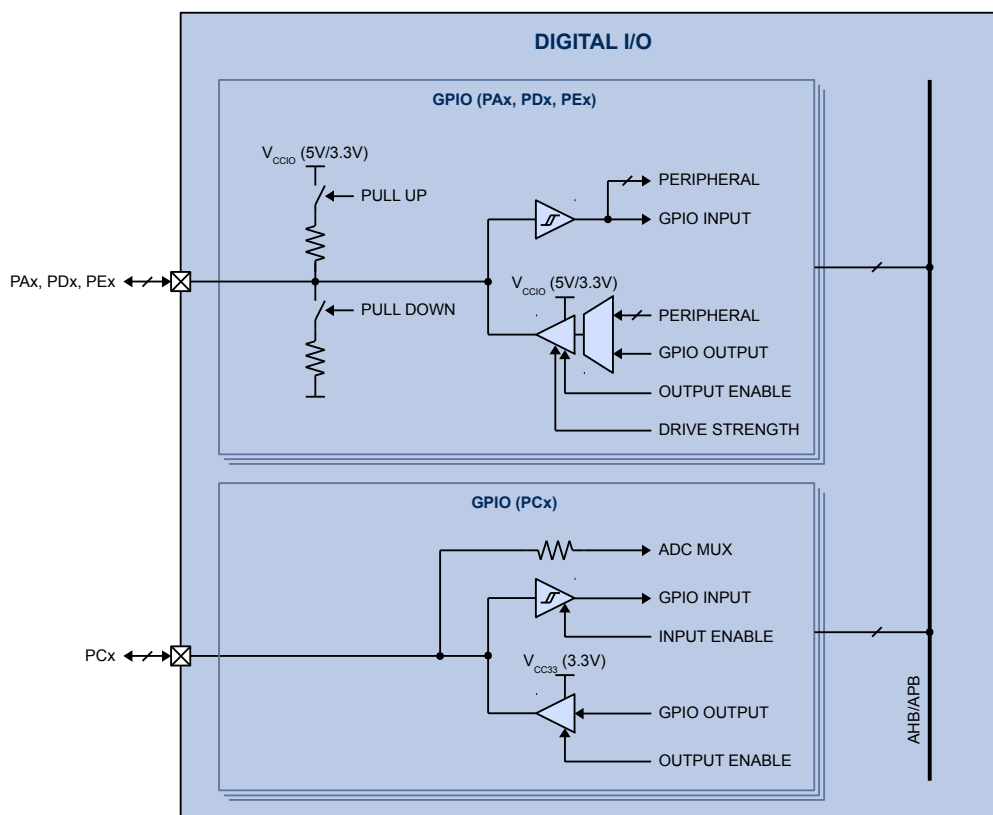 DIGITAL I/O
GPIO (PAx, PDx, PEx)
VCCIO (5V/3.3V)
PULL UP
PERIPHERAL
GPIO INPUT
PAx, PDx, PEx
VCCIO (5V/3.3V)
PULL DOWN
PERIPHERAL
GPIO OUTPUT
OUTPUT ENABLE
DRIVE STRENGTH
GPIO (PCx)
ADC MUX
GPIO INPUT
INPUT ENABLE
PCx
VCC33 (3.3V)
GPIO OUTPUT
OUTPUT ENABLE
AHB/APB